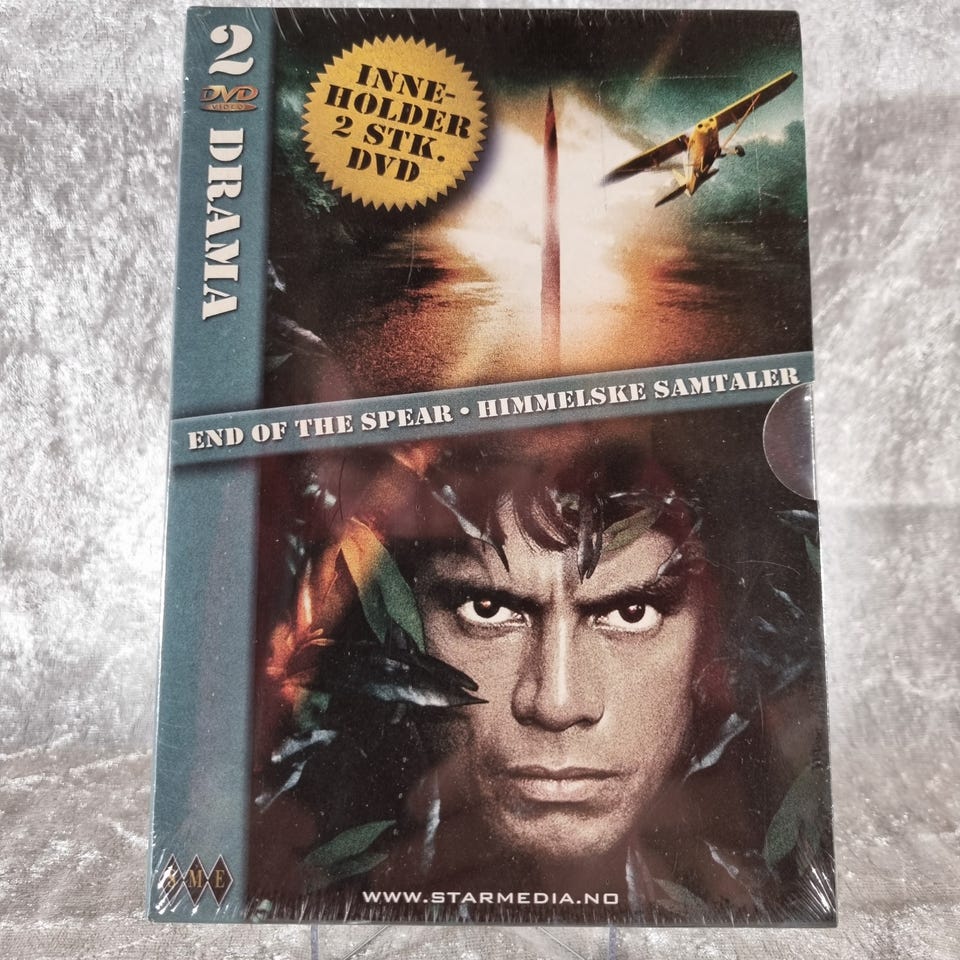 2
DVD
VIDEO
DRAMA
INNE-
HOLDER
2 STK.
DVD
END OF THE SPEAR • HIMMELSKE SAMTALER
SME
WWW.STARMEDIA.NO